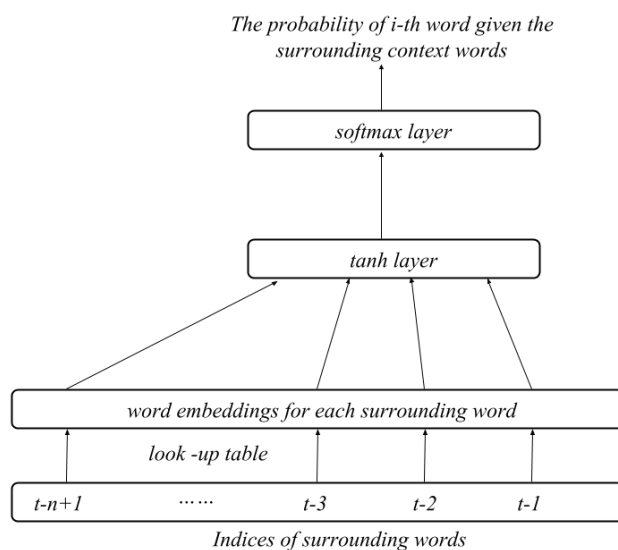 The probability of i-th word given the
surrounding context words
softmax layer
tanh layer
word embeddings for each surrounding word
look -up table
t-n+1 …… t-3 t-2 t-1
Indices of surrounding words